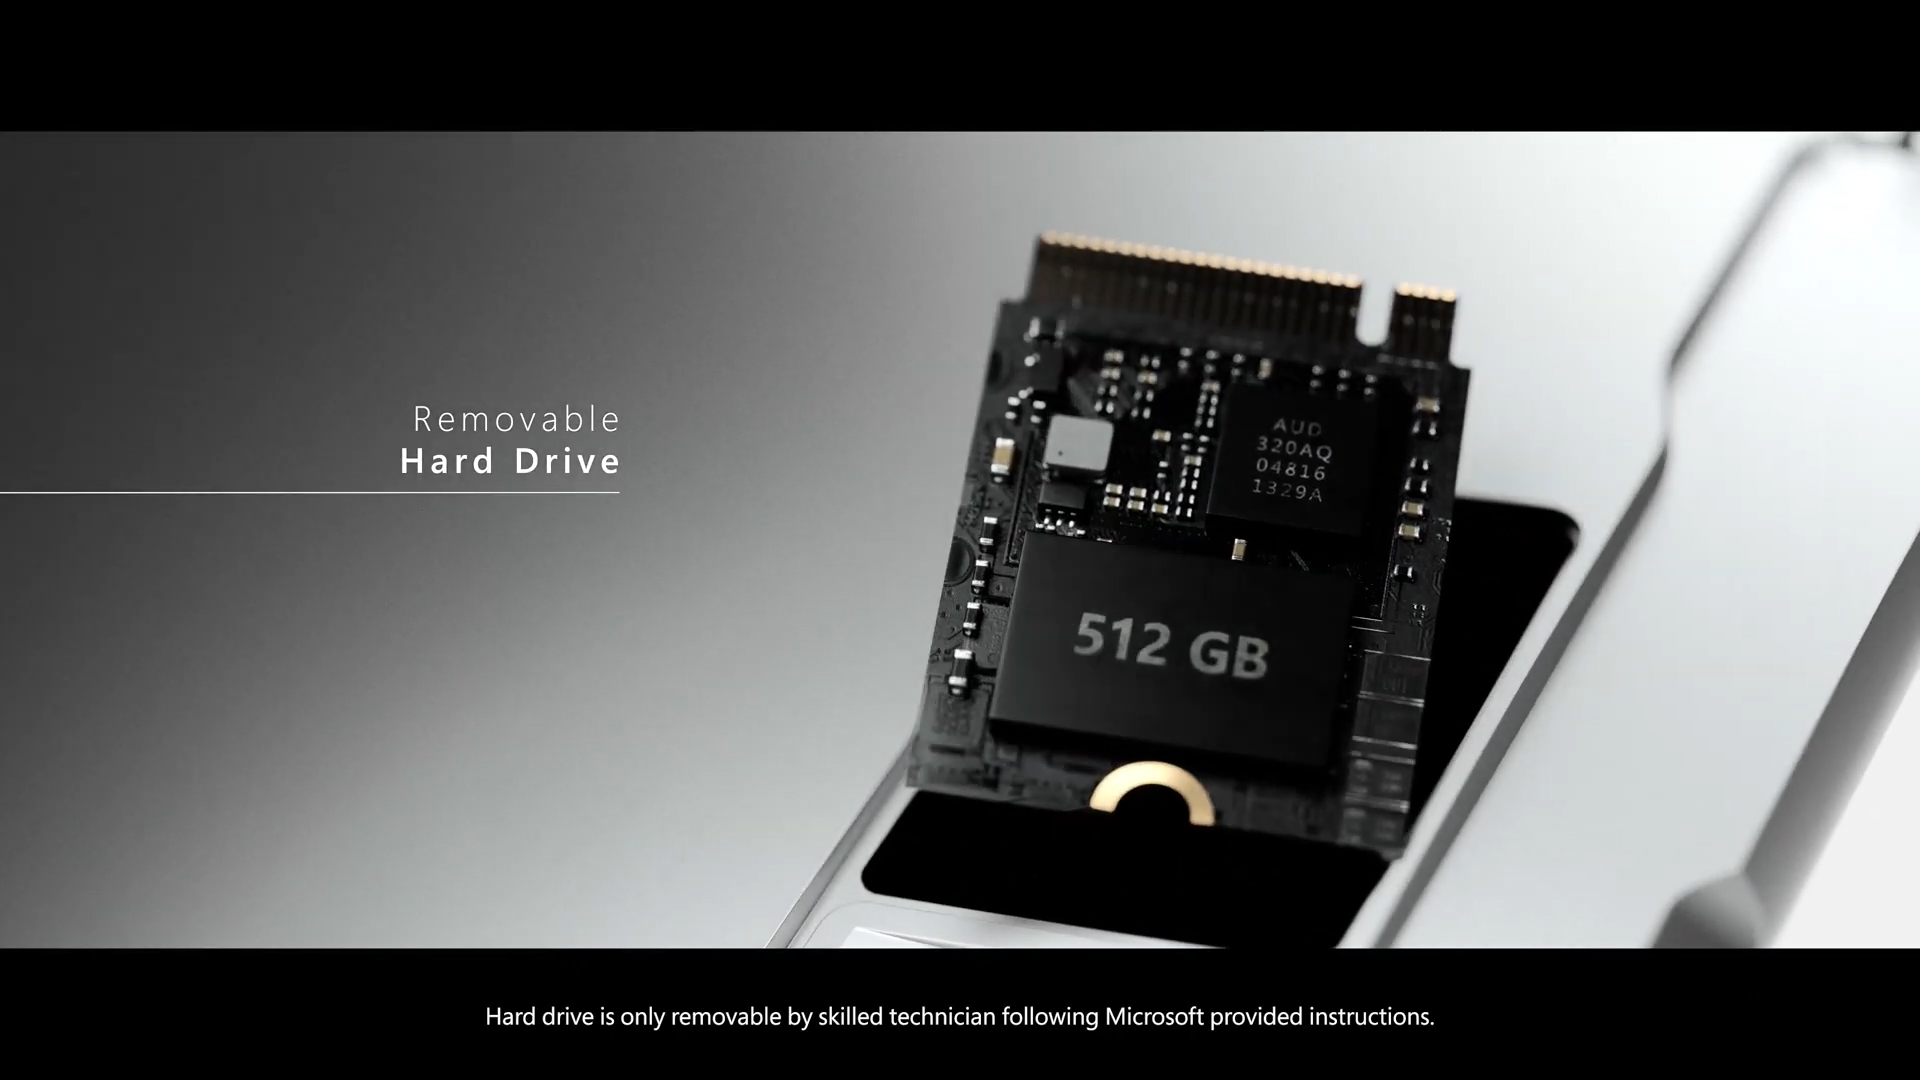 Removable
Hard Drive
AUD
320AQ
04816
1329A
512 GB
Hard drive is only removable by skilled technician following Microsoft provided instructions.